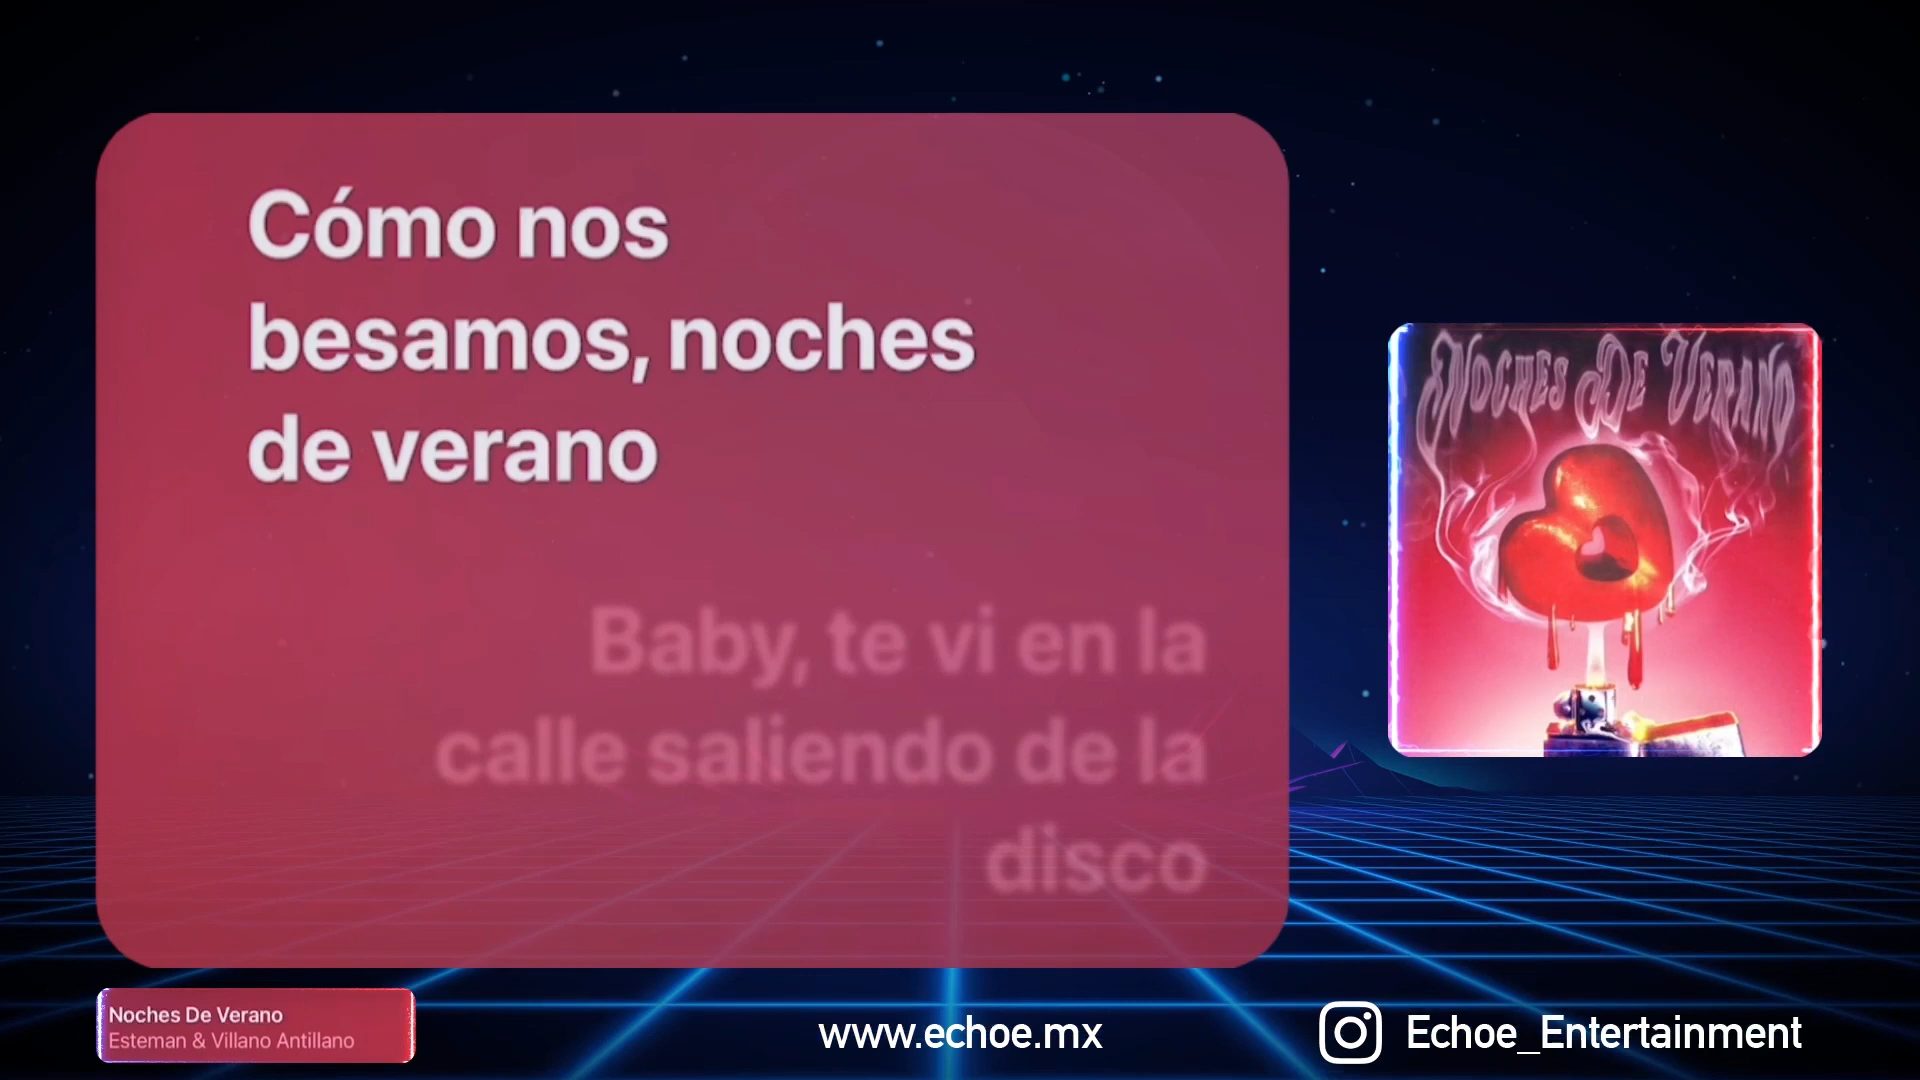 Cómo nos
besamos, noches
de verano
Baby, te vi en la
calle saliendo de la
disco
Noches De Verano
Noches De Verano
Esteman & Villano Antillano
www.echoe.mx
Echoe_Entertainment